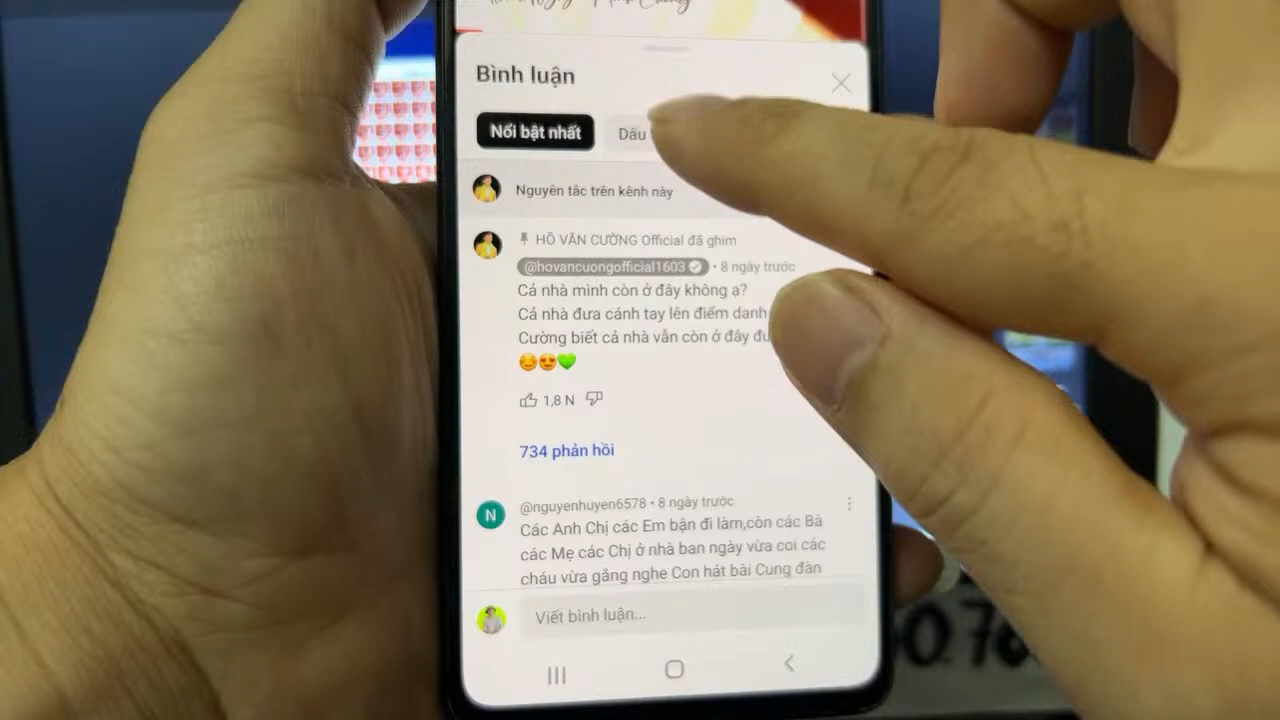 Bình luận
Nổi bật nhất
Dấu
Nguyên tắc trên kênh này
HỒ VĂN CƯỜNG Official đã ghim
@hovancuongofficial1603 • 8 ngày trước
Cả nhà mình còn ở đây không ạ?
Cả nhà đưa cánh tay lên điểm danh
Cường biết cả nhà vẫn còn ở đây
😊😍💚
1,8 N
734 phản hồi
N
@nguyenhuyen6578 • 8 ngày trước
Các Anh Chị các Em bận đi làm,còn các Bà
các Mẹ các Chị ở nhà ban ngày vừa coi các
cháu vừa gắng nghe Con hát bài Cung đàn
Viết bình luận...